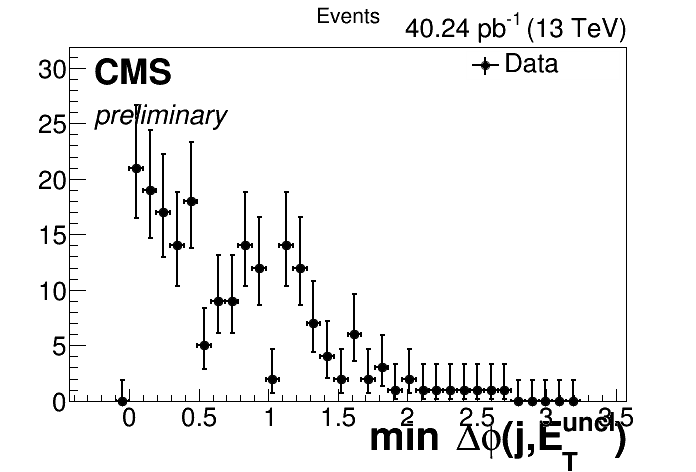 Events
40.24 pb-1 (13 TeV)
CMS
preliminary
Data
30
25
20
15
10
5
0
0 0.5 1 1.5 2 2.5 3 3.5
min Δϕ(j,E_T^uncl)